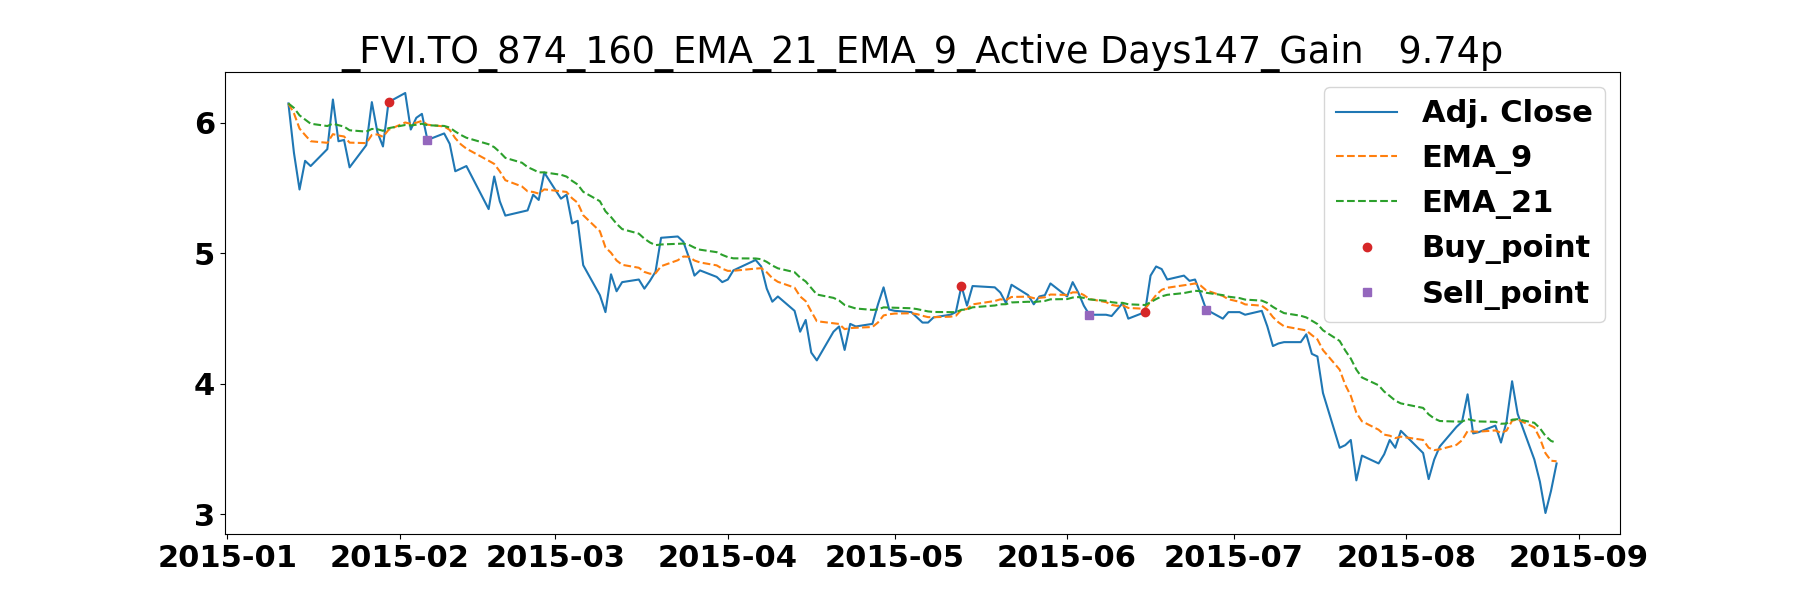 _FVI.TO_874_160_EMA_21_EMA_9_Active Days147_Gain   9.74p
Adj. Close
EMA_9
EMA_21
Buy_point
Sell_point
6
5
4
3
2015-01 2015-02 2015-03 2015-04 2015-05 2015-06 2015-07 2015-08 2015-09